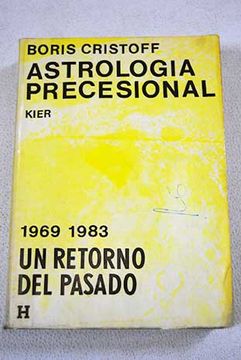 BORIS CRISTOFF
ASTROLOGIA
PRECESIONAL
KIER
1969 1983
UN RETORNO
DEL PASADO
H